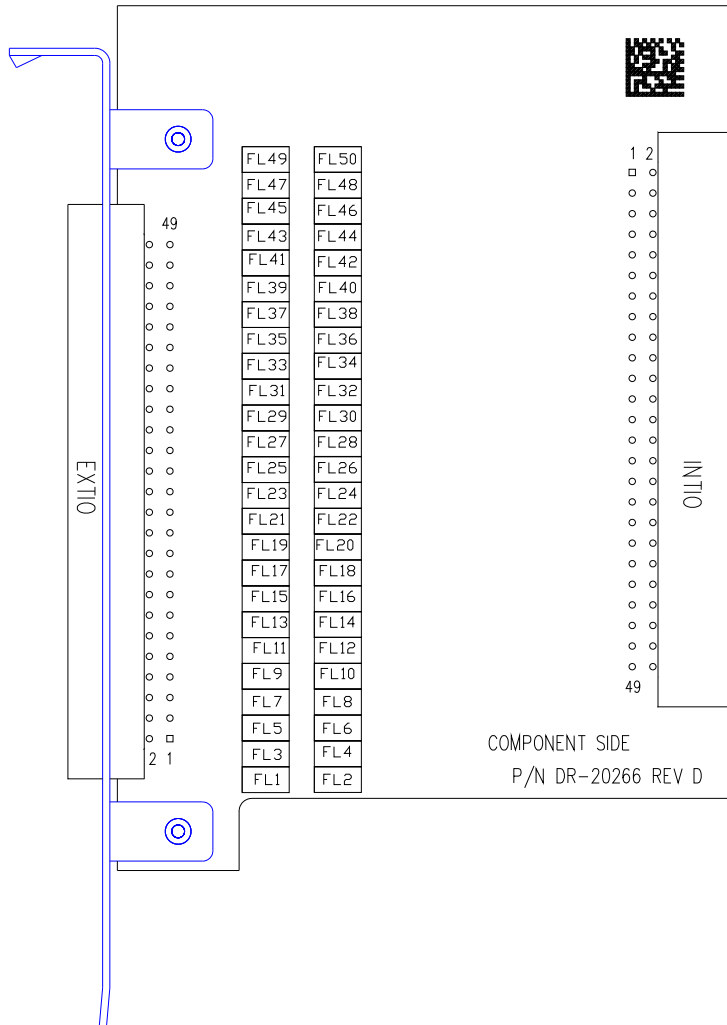 1 2
FL49 FL50
FL47 FL48
FL45 FL46
49
FL43 FL44
FL41 FL42
FL39 FL40
FL37 FL38
FL35 FL36
FL33 FL34
FL31 FL32
FL29 FL30
FL27 FL28
FL25 FL26
EXTIO
INTIO
FL23 FL24
FL21 FL22
FL19 FL20
FL17 FL18
FL15 FL16
FL13 FL14
FL11 FL12
FL9 FL10
49
FL7 FL8
FL5 FL6
FL3 FL4
2 1
FL1 FL2
COMPONENT SIDE
P/N DR-20266 REV D